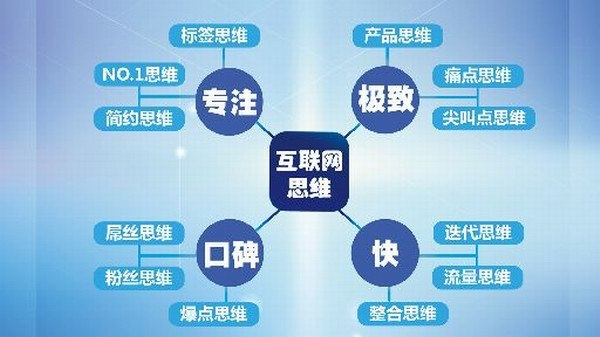 标签思维
产品思维
NO.1思维
专注
极致
痛点思维
简约思维
尖叫点思维
互联网
思维
屌丝思维
口碑
快
迭代思维
粉丝思维
流量思维
爆点思维
整合思维